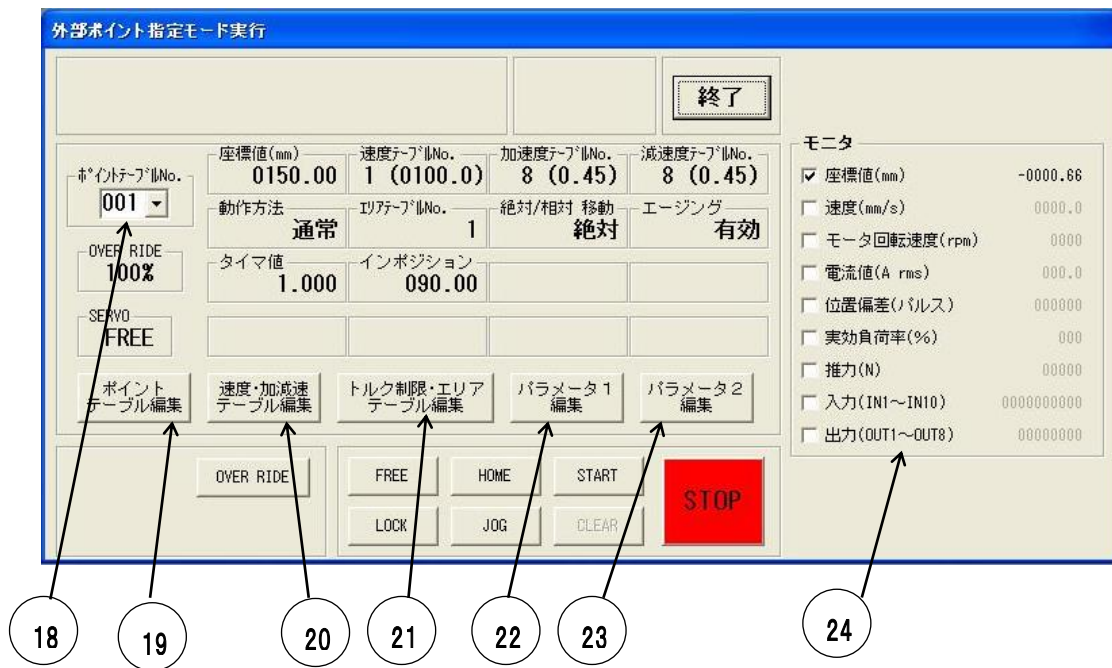 外部ポイント指定モード実行
終了
ポイントテーブルNo.
001
座標値(mm)
0150.00
速度テーブルNo.
1 (0100.0)
加速度テーブルNo.
8 (0.45)
減速度テーブルNo.
8 (0.45)
動作方法
通常
エリアテーブルNo.
1
絶対/相対 移動
絶対
エージング
有効
OVER RIDE
100%
タイマ値
1.000
インポジション
090.00
SERVO
FREE
ポイント
テーブル編集
速度・加減速
テーブル編集
トルク制限・エリア
テーブル編集
パラメータ1
編集
パラメータ2
編集
OVER RIDE
FREE
HOME
START
LOCK
JOG
CLEAR
STOP
モニタ
座標値(mm) -0000.66
速度(mm/s) 0000.0
モータ回転速度(rpm) 0000
電流値(A rms) 000.0
位置偏差(パルス) 000000
実効負荷率(%) 000
推力(N) 00000
入力(IN1～IN10) 0000000000
出力(OUT1～OUT8) 00000000
18
19
20
21
22
23
24